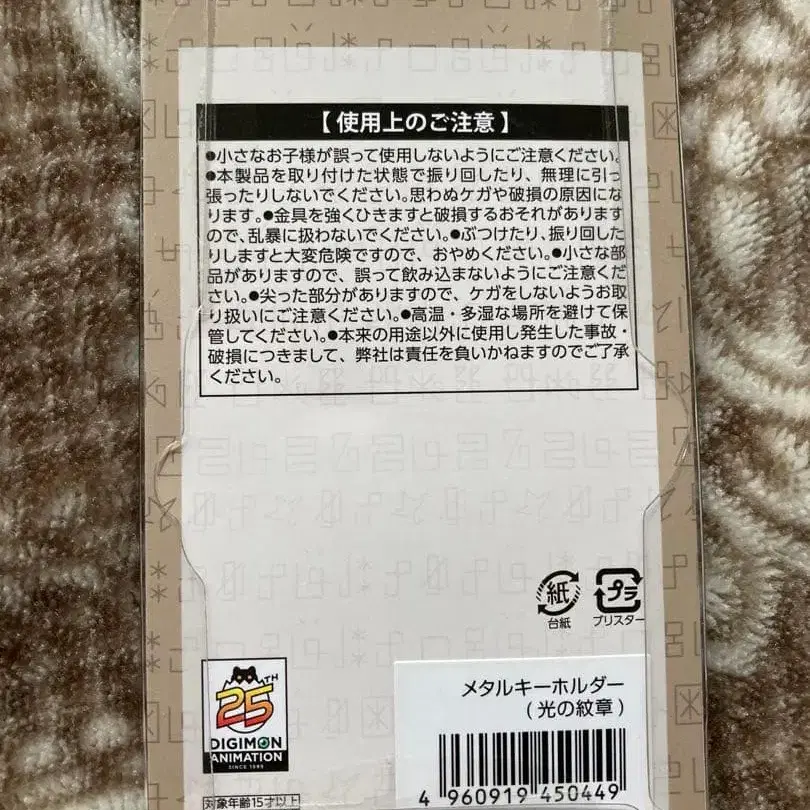 【使用上のご注意】
●小さなお子様が誤って使用しないようにご注意ください。
●本製品を取り付けた状態で振り回したり、無理に引っ
張ったりしないでください。思わぬケガや破損の原因にな
ります。●金具を強くひきますと破損するおそれがあります
ので、乱暴に扱わないでください。●ぶつけたり、振り回した
りしますと大変危険ですので、おやめください。●小さな部
品がありますので、誤って飲み込まないようにご注意くだ
さい。●尖った部分がありますので、ケガをしないようお取
り扱いにご注意ください。●高温・多湿な場所を避けて保
管してください。●本来の用途以外に使用し発生した事故・
破損につきまして、弊社は責任を負いかねますのでご了承
ください。
紙
プラ
台紙
ブリスター
25TH
DIGIMON
ANIMATION
SINCE 1999
メタルキーホルダー
(光の紋章)
4 960919 450449
対象年齢15才以上